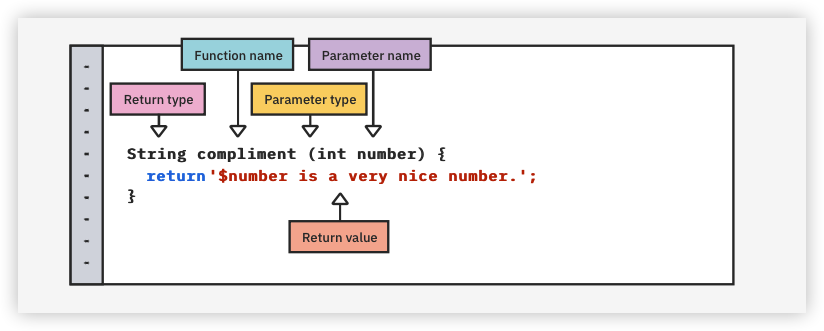 Function name
Parameter name
Return type
Parameter type
String compliment (int number) {
return '$number is a very nice number.';
}
Return value